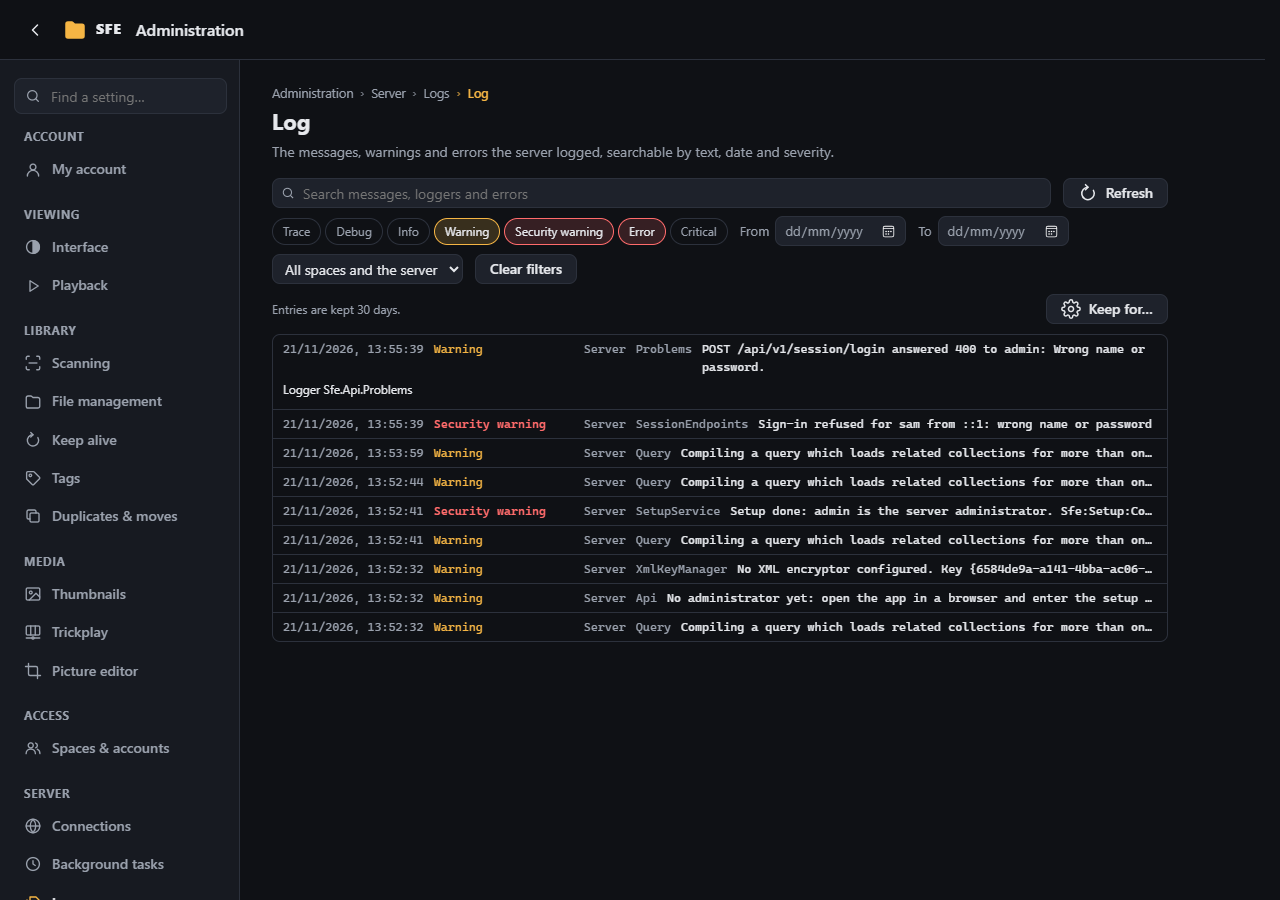 SFE Administration
Find a setting...
ACCOUNT
My account
VIEWING
Interface
Playback
LIBRARY
Scanning
File management
Keep alive
Tags
Duplicates & moves
MEDIA
Thumbnails
Trickplay
Picture editor
ACCESS
Spaces & accounts
SERVER
Connections
Background tasks
Administration › Server › Logs › Log
Log
The messages, warnings and errors the server logged, searchable by text, date and severity.
Search messages, loggers and errors
Refresh
Trace Debug Info Warning Security warning Error Critical From dd/mm/yyyy To dd/mm/yyyy
All spaces and the server Clear filters
Entries are kept 30 days.
Keep for...
21/11/2026, 13:55:39 Warning Server Problems POST /api/v1/session/login answered 400 to admin: Wrong name or
password.
Logger Sfe.Api.Problems
21/11/2026, 13:55:39 Security warning Server SessionEndpoints Sign-in refused for sam from ::1: wrong name or password
21/11/2026, 13:53:59 Warning Server Query Compiling a query which loads related collections for more than on…
21/11/2026, 13:52:44 Warning Server Query Compiling a query which loads related collections for more than on…
21/11/2026, 13:52:41 Security warning Server SetupService Setup done: admin is the server administrator. Sfe:Setup:Co…
21/11/2026, 13:52:41 Warning Server Query Compiling a query which loads related collections for more than on…
21/11/2026, 13:52:32 Warning Server XmlKeyManager No XML encryptor configured. Key {6584de9a-a141-4bba-ac06-…
21/11/2026, 13:52:32 Warning Server Api No administrator yet: open the app in a browser and enter the setup …
21/11/2026, 13:52:32 Warning Server Query Compiling a query which loads related collections for more than on…